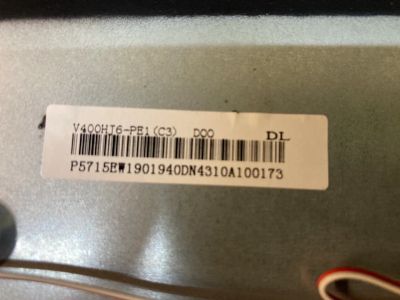 V400HJ6-PE1(C3) D00 DL
P5715EW1901940DN4310A100173